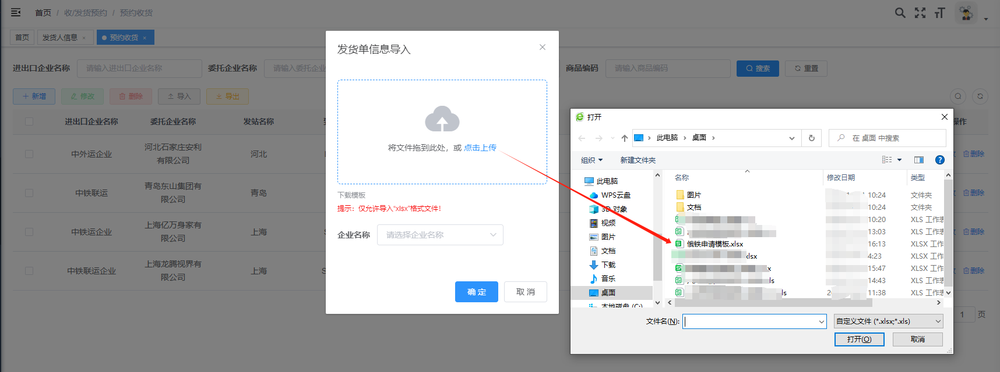 首页 / 收/发货预约 / 预约收货
首页 发货人信息 × 预约收货 ×
进出口企业名称 请输入进出口企业名称 委托企业名称 请输入委托企业 商品编码 请输入商品编码 搜索 重置
新增 修改 删除 导入 导出
进出口企业名称 委托企业名称 发站名称 操作
中外运企业 河北石家庄安利有限公司 河北 删除
中铁联运 青岛东山集团有限公司 青岛 删除
中铁运企业 上海亿万身家有限公司 上海 删除
中铁联运企业 上海龙腾视界有限公司 上海 删除
1 页
发货单信息导入
将文件拖到此处，或 点击上传
下载模板
提示：仅允许导入“xlsx”格式文件！
企业名称 请选择企业名称
确 定 取 消
打开
此电脑 › 桌面 ›
在 桌面 中搜索
组织 新建文件夹
此电脑
WPS云盘
3D 对象
视频
图片
文档
下载
音乐
桌面
本地磁盘 (C:)
名称 修改日期 类型
图片 10:24 文件夹
文档 10:24 文件夹
10:20 XLS 工作表
13:03 XLS 工作表
俄铁申请模板.xlsx 16:13 XLSX 工作
xlsx 4:23 XLSX 工作
x 15:47 XLSX 工作
ls 14:43 XLS 工作表
ls 11:38 XLS 工作表
文件名(N): 自定义文件 (*.xlsx;*.xls)
打开(O) 取消